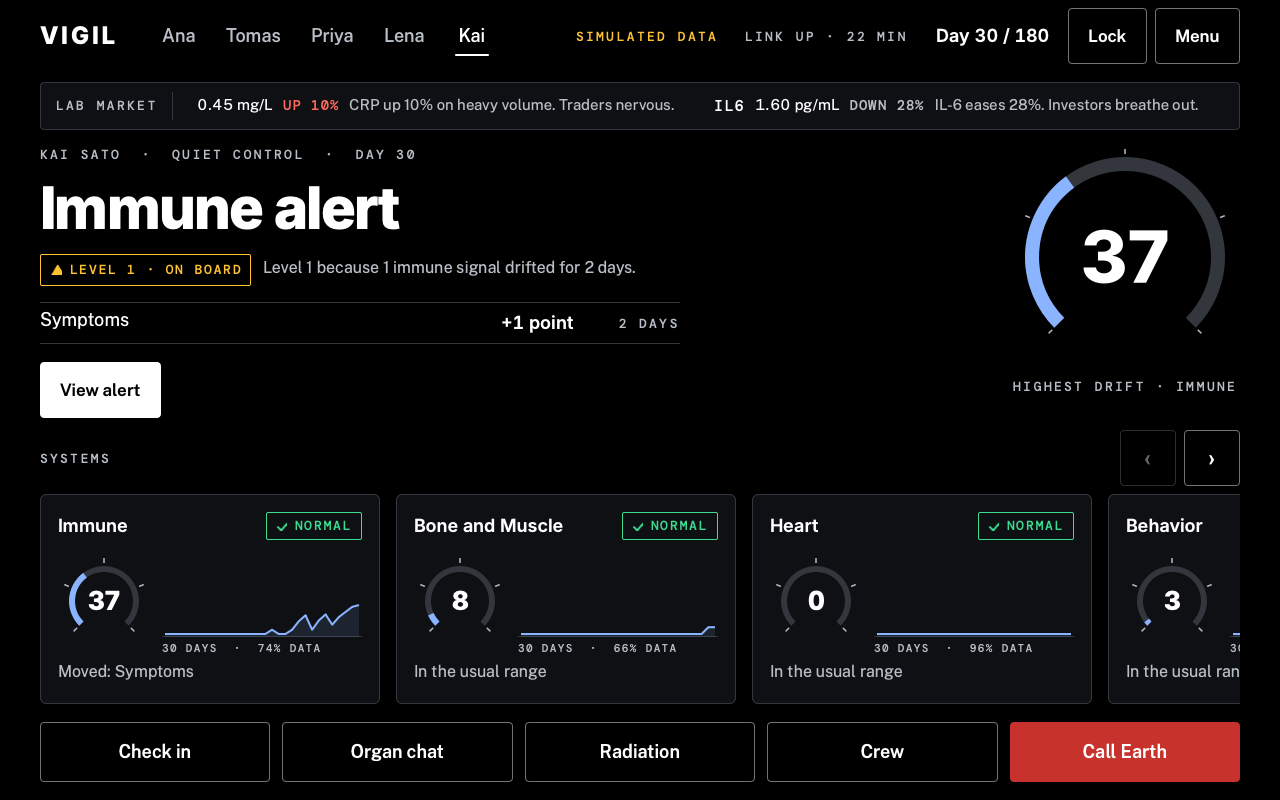 VIGIL Ana Tomas Priya Lena Kai SIMULATED DATA LINK UP · 22 MIN Day 30 / 180 Lock Menu
LAB MARKET 0.45 mg/L UP 10% CRP up 10% on heavy volume. Traders nervous. IL6 1.60 pg/mL DOWN 28% IL-6 eases 28%. Investors breathe out.
KAI SATO · QUIET CONTROL · DAY 30
Immune alert
LEVEL 1 · ON BOARD Level 1 because 1 immune signal drifted for 2 days.
Symptoms +1 point 2 DAYS
View alert
37
HIGHEST DRIFT · IMMUNE
SYSTEMS ‹ ›
Immune NORMAL
37
30 DAYS · 74% DATA
Moved: Symptoms
Bone and Muscle NORMAL
8
30 DAYS · 66% DATA
In the usual range
Heart NORMAL
0
30 DAYS · 96% DATA
In the usual range
Behavior
3
In the usual ran
Check in Organ chat Radiation Crew Call Earth